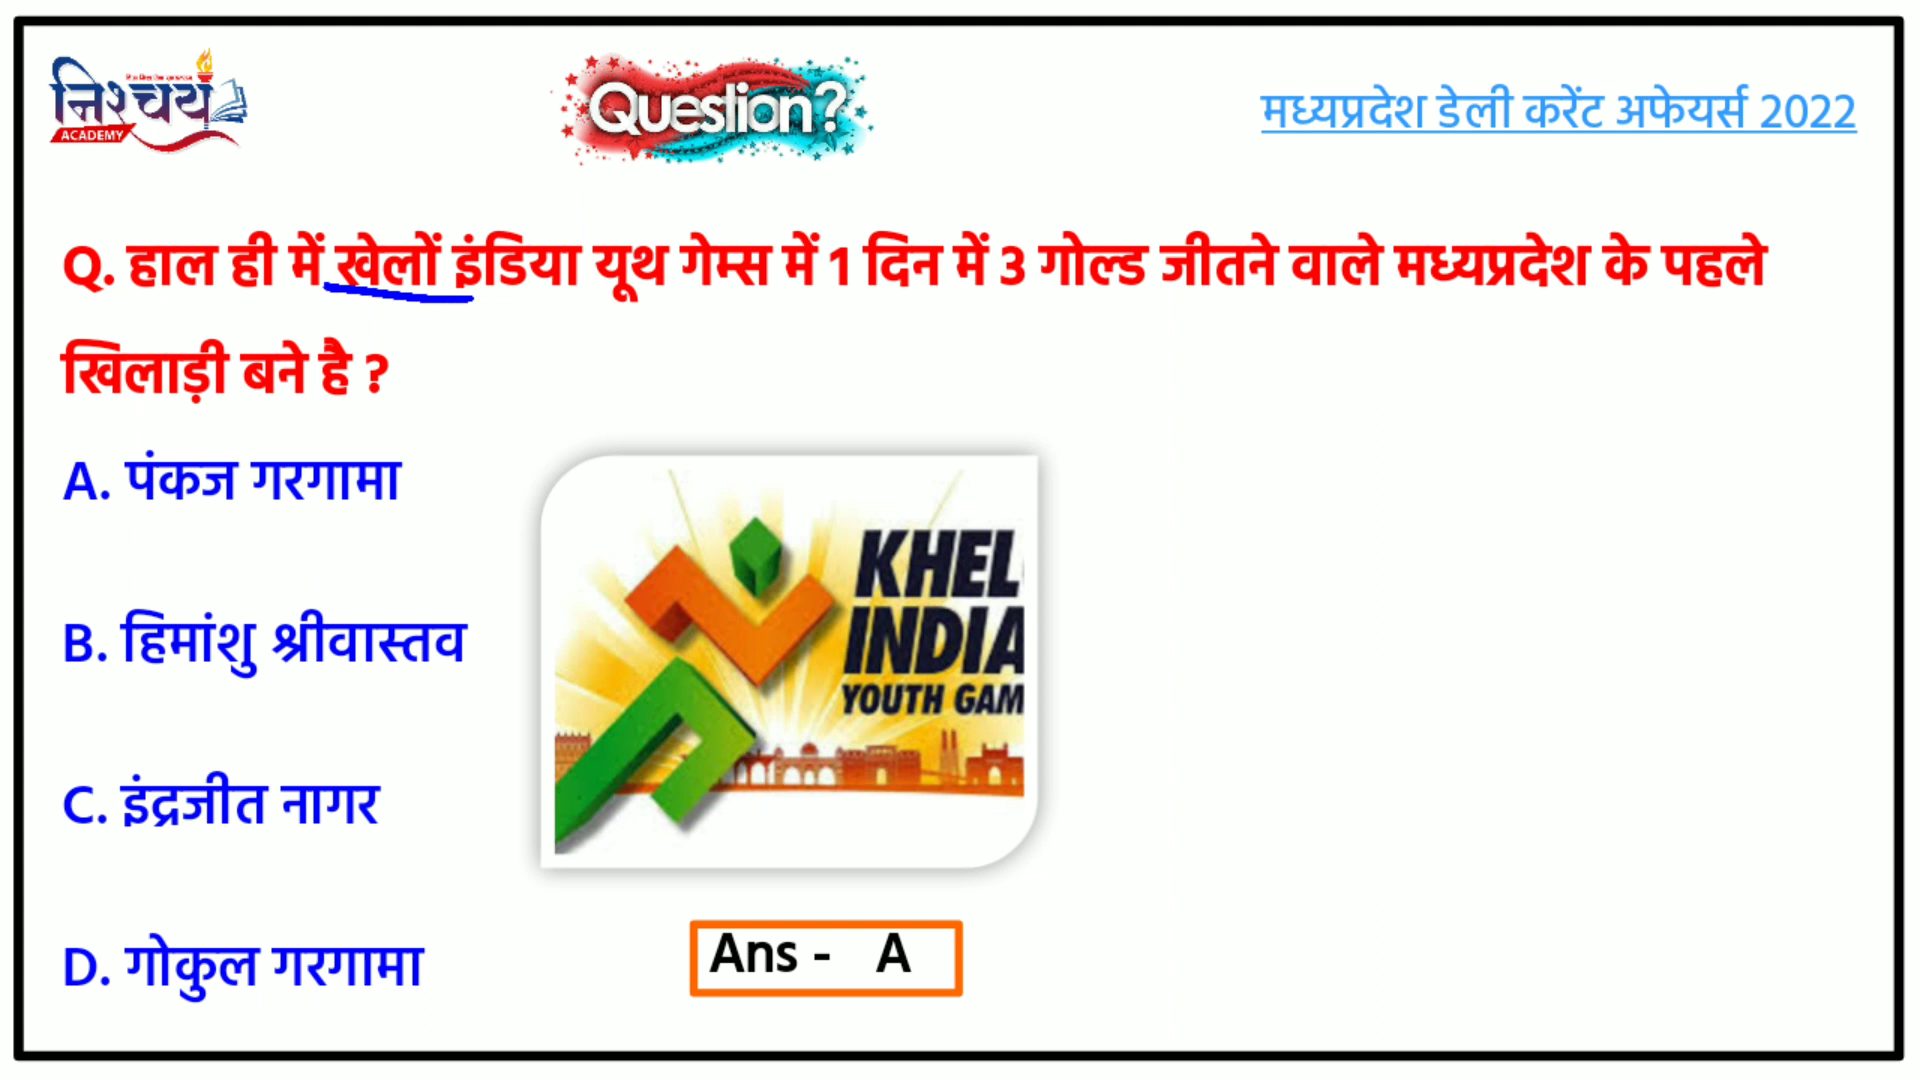 निश्चय
ACADEMY
Question?
मध्यप्रदेश डेली करेंट अफेयर्स 2022
Q. हाल ही में खेलों इंडिया यूथ गेम्स में 1 दिन में 3 गोल्ड जीतने वाले मध्यप्रदेश के पहले
खिलाड़ी बने है ?
A. पंकज गरगामा
B. हिमांशु श्रीवास्तव
C. इंद्रजीत नागर
D. गोकुल गरगामा
KHEL
INDIA
YOUTH GAM
Ans - A